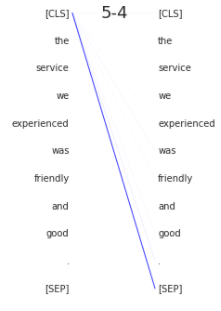 [CLS] 5-4 [CLS]
the the
service service
we we
experienced experienced
was was
friendly friendly
and and
good good
. .
[SEP] [SEP]